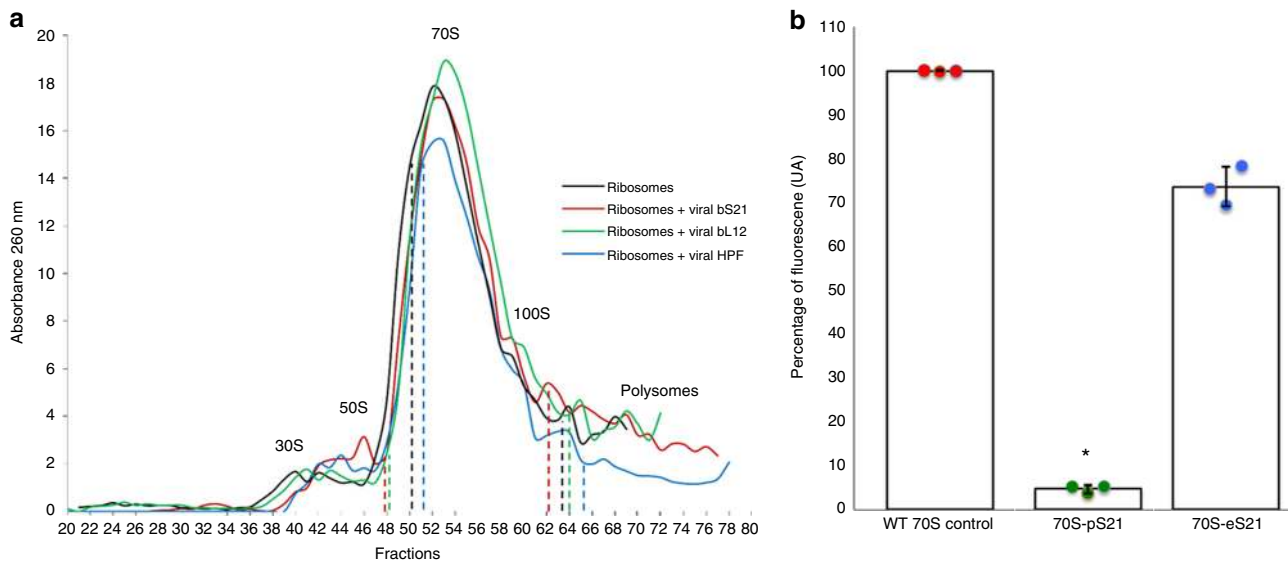 a
20
18
16
14
12
10
8
6
4
2
0
Absorbance 260 nm
70S
100S
50S
30S
Polysomes
Ribosomes
Ribosomes + viral bS21
Ribosomes + viral bL12
Ribosomes + viral HPF
20 22 24 26 28 30 32 34 36 38 40 42 44 46 48 50 52 54 56 58 60 62 64 66 68 70 72 74 76 78 80
Fractions
b
110
100
90
80
70
60
50
40
30
20
10
0
Percentage of fluorescene (UA)
*
WT 70S control 70S-pS21 70S-eS21